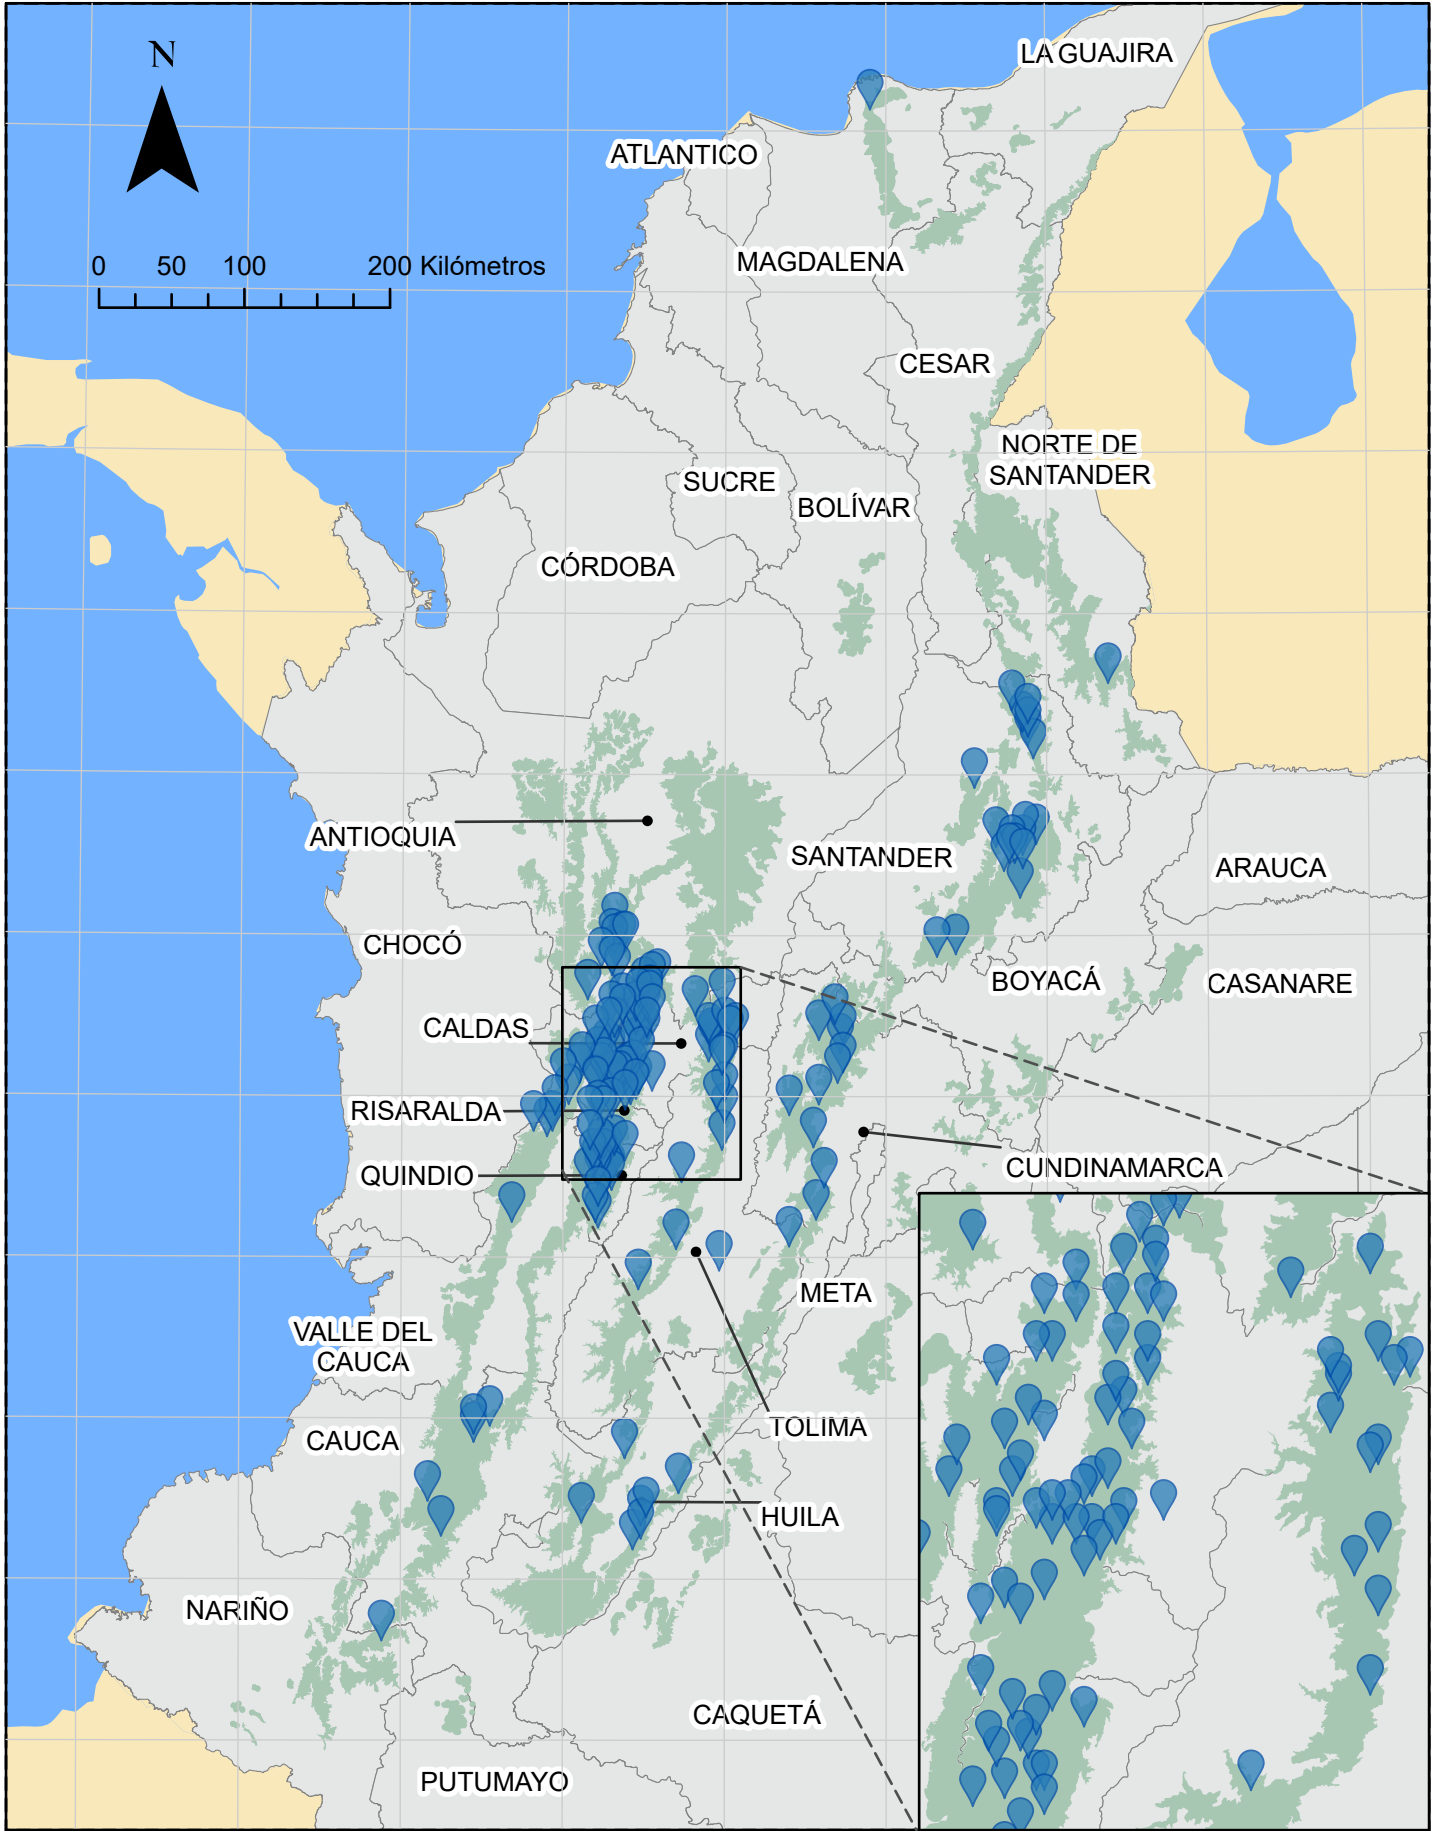 LA GUAJIRA
N
ATLANTICO
MAGDALENA
0 50 100 200 Kilómetros
CESAR
NORTE DE
SANTANDER
SUCRE
BOLÍVAR
CÓRDOBA
ANTIOQUIA
SANTANDER
ARAUCA
CHOCÓ
BOYACÁ
CASANARE
CALDAS
RISARALDA
CUNDINAMARCA
QUINDIO
META
VALLE DEL
CAUCA
TOLIMA
CAUCA
HUILA
NARIÑO
CAQUETÁ
PUTUMAYO